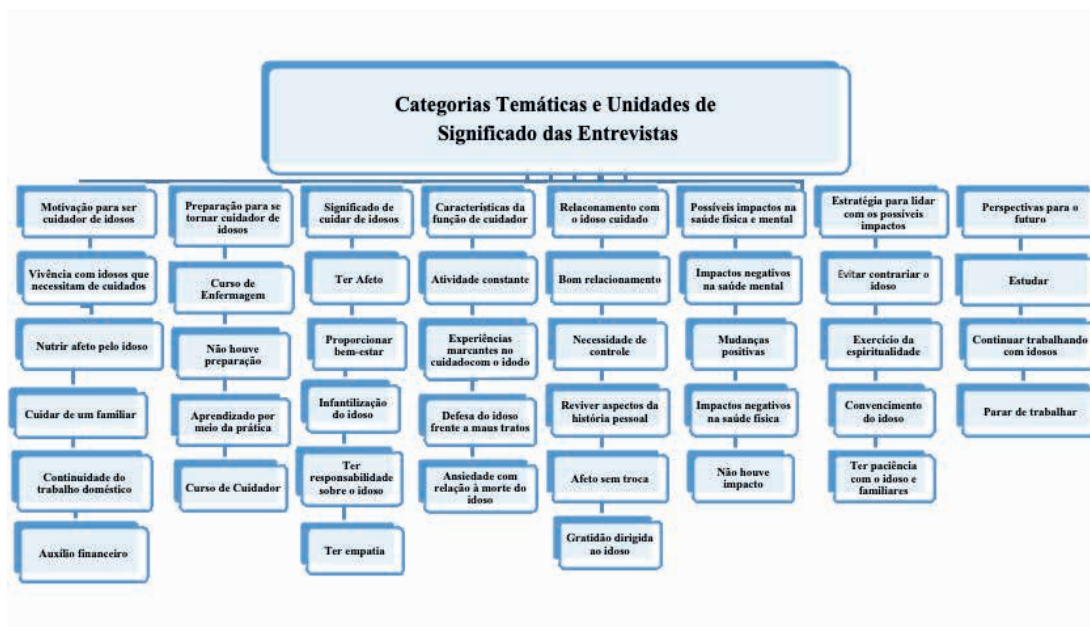 Categorias Temáticas e Unidades de
Significado das Entrevistas
Motivação para ser
cuidador de idosos
Vivência com idosos que
necessitam de cuidados
Nutrir afeto pelo idoso
Cuidar de um familiar
Continuidade do
trabalho doméstico
Auxílio financeiro
Preparação para se
tornar cuidador de
idosos
Curso de
Enfermagem
Não houve
preparação
Aprendizado por
meio da prática
Curso de Cuidador
Significado de
cuidar de idosos
Ter Afeto
Proporcionar
bem-estar
Infantilização
do idoso
Ter
responsabilidade
sobre o idoso
Ter empatia
Características da
função de cuidador
Atividade constante
Experiências
marcantes no
cuidadocom o idodo
Defesa do idoso
frente a maus tratos
Ansiedade com
relação à morte do
idoso
Relaconamento com
o idoso cuidado
Bom relacionamento
Necessidade de
controle
Reviver aspectos da
história pessoal
Afeto sem troca
Gratidão dirigida
ao idoso
Possíveis impactos na
saúde física e mental
Impactos negativos
na saúde mental
Mudanças
positivas
Impactos negativos
na saúde física
Não houve
impacto
Estratégia para lidar
com os possíveis
impactos
Evitar contrariar o
idoso
Exercício da
espiritualidade
Convencimento
do idoso
Ter paciência
com o idoso e
familiares
Perspectivas para o
futuro
Estudar
Continuar trabalhando
com idosos
Parar de trabalhar